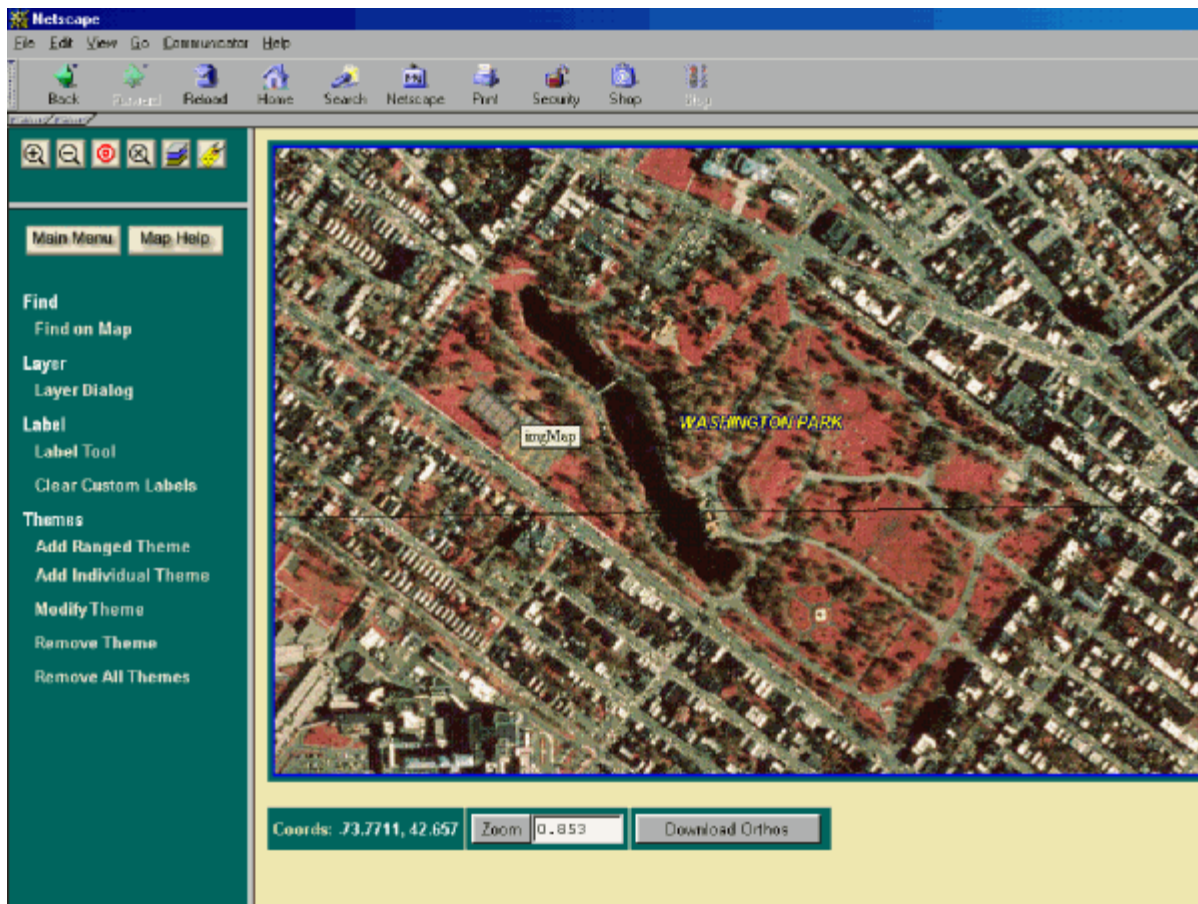 Netscape
File Edit View Go Communicator Help
Back Forward Reload Home Search Netscape Print Security Shop Stop
Main Menu Map Help
Find
Find on Map
Layer
Layer Dialog
Label
Label Tool
Clear Custom Labels
Themes
Add Ranged Theme
Add Individual Theme
Modify Theme
Remove Theme
Remove All Themes
WASHINGTON PARK
imgMap
Coords: -73.7711, 42.657 Zoom 0.853 Download Orthos